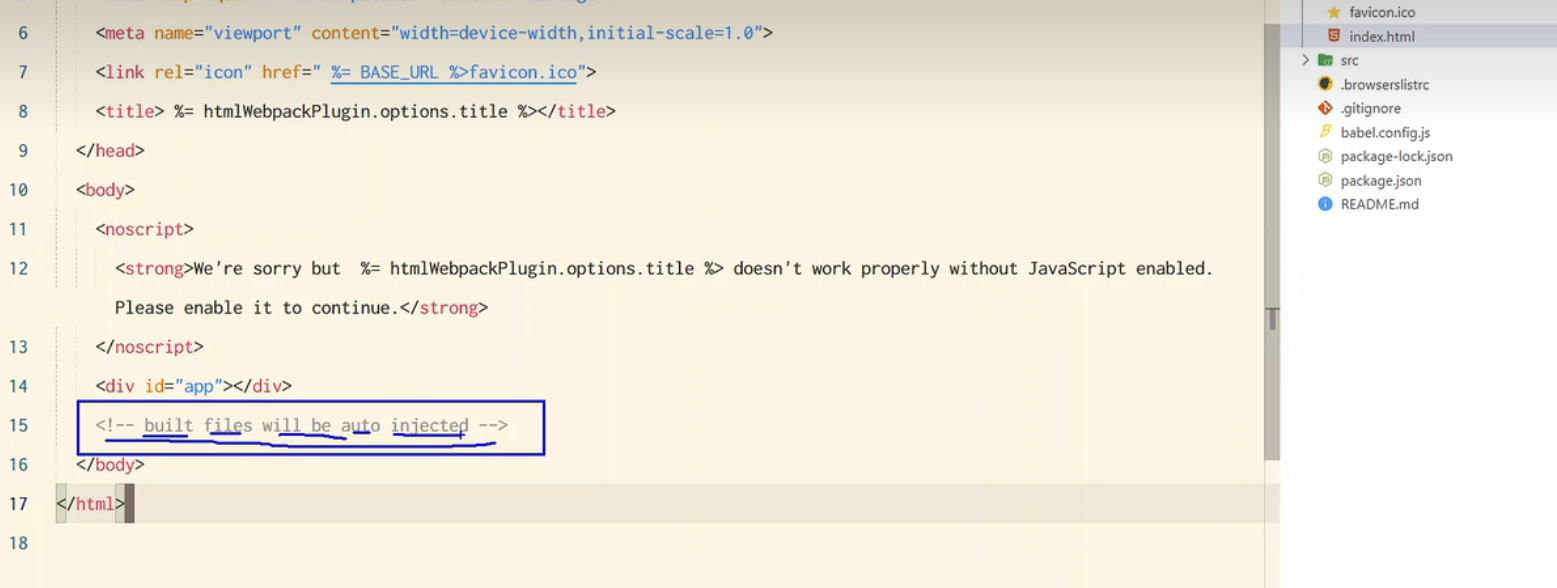 6 <meta name="viewport" content="width=device-width,initial-scale=1.0">
7 <link rel="icon" href=" %= BASE_URL %>favicon.ico">
8 <title> %= htmlWebpackPlugin.options.title %></title>
9 </head>
10 <body>
11 <noscript>
12 <strong>We're sorry but  %= htmlWebpackPlugin.options.title %> doesn't work properly without JavaScript enabled.
Please enable it to continue.</strong>
13 </noscript>
14 <div id="app"></div>
15 <!-- built files will be auto injected -->
16 </body>
17 </html>
18
favicon.ico
index.html
src
.browserslistrc
.gitignore
babel.config.js
package-lock.json
package.json
README.md